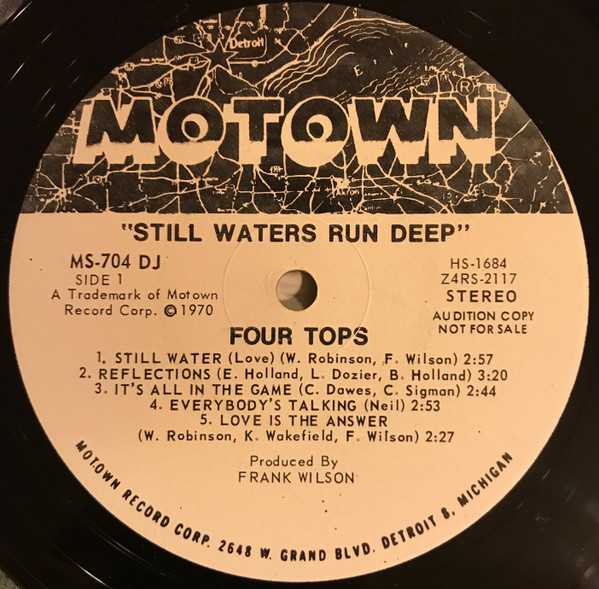 Detroit
Erie
Akron
MOTOWN®
"STILL WATERS RUN DEEP"
MS-704 DJ
SIDE 1
A Trademark of Motown
Record Corp. © 1970
HS-1684
Z4RS-2117
STEREO
AUDITION COPY
NOT FOR SALE
FOUR TOPS
1. STILL WATER (Love) (W. Robinson, F. Wilson) 2:57
2. REFLECTIONS (E. Holland, L. Dozier, B. Holland) 3:20
3. IT'S ALL IN THE GAME (C. Dawes, C. Sigman) 2:44
4. EVERYBODY'S TALKING (Neil) 2:53
5. LOVE IS THE ANSWER
(W. Robinson, K. Wakefield, F. Wilson) 2:27
Produced By
FRANK WILSON
MOTOWN RECORD CORP. 2648 W. GRAND BLVD. DETROIT 8, MICHIGAN